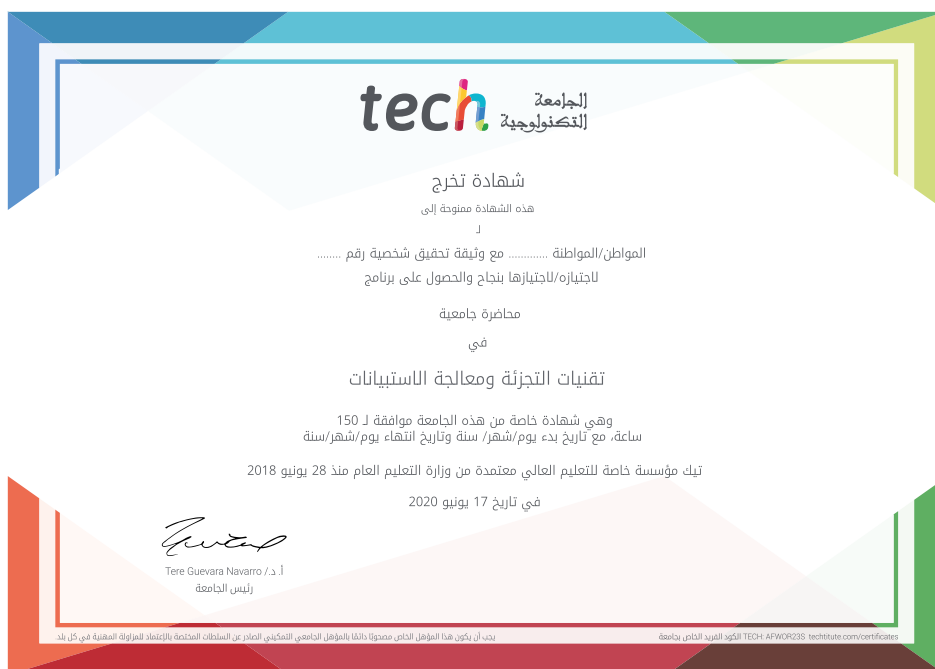 tech الجامعة
التكنولوجية
شهادة تخرج
هذه الشهادة ممنوحة إلى
لـ
المواطن/المواطنة ............ مع وثيقة تحقيق شخصية رقم ........
لاجتيازه/لاجتيازها بنجاح والحصول على برنامج
محاضرة جامعية
في
تقنيات التجزئة ومعالجة الاستبيانات
وهي شهادة خاصة من هذه الجامعة موافقة لـ 150
ساعة، مع تاريخ بدء يوم/شهر/ سنة وتاريخ انتهاء يوم/شهر/سنة
تيك مؤسسة خاصة للتعليم العالي معتمدة من وزارة التعليم العام منذ 28 يونيو 2018
في تاريخ 17 يونيو 2020
أ. د./ Tere Guevara Navarro
رئيس الجامعة
يجب أن يكون هذا المؤهل الخاص مصحوبًا دائمًا بالمؤهل الجامعي التمكيني الصادر عن السلطات المختصة بالإعتماد للمزاولة المهنية في كل بلد.
الكود الفريد الخاص بجامعة TECH: AFWOR23S techtitute.com/certificates